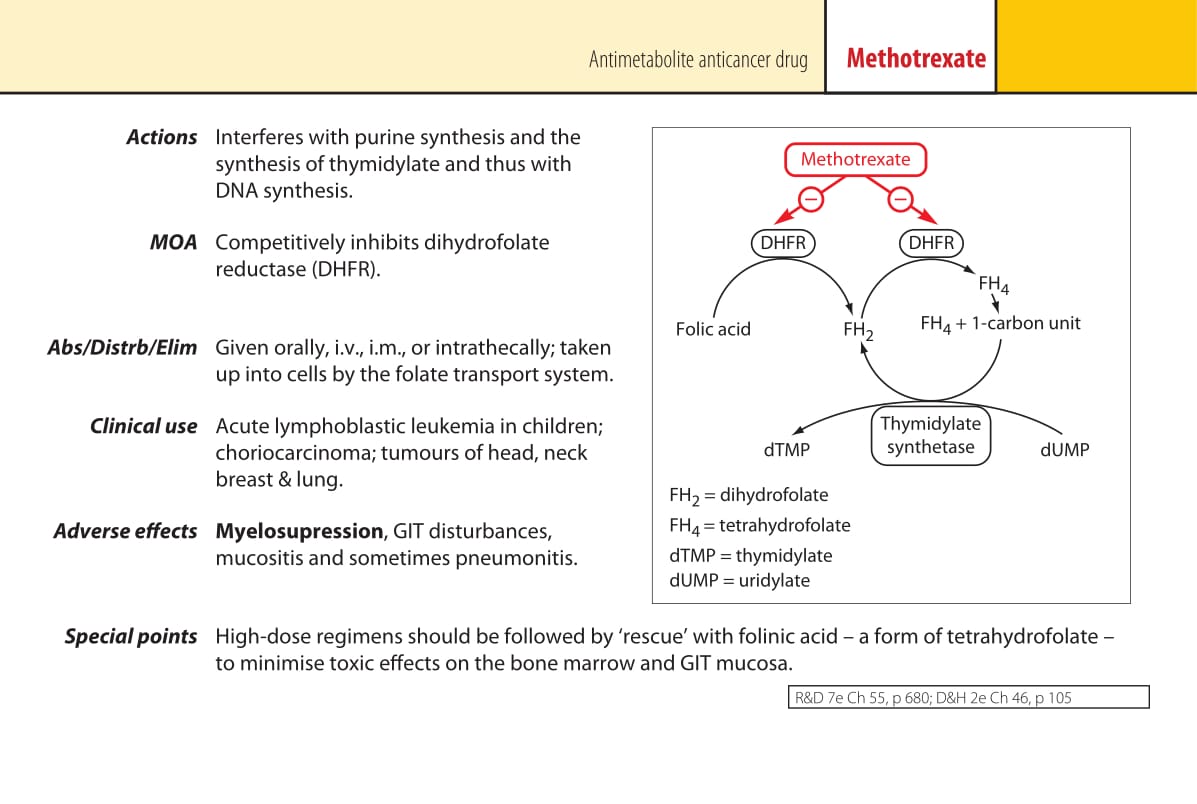 Antimetabolite anticancer drug
Methotrexate
Actions Interferes with purine synthesis and the
synthesis of thymidylate and thus with
DNA synthesis.
MOA Competitively inhibits dihydrofolate
reductase (DHFR).
Abs/Distrb/Elim Given orally, i.v., i.m., or intrathecally; taken
up into cells by the folate transport system.
Clinical use Acute lymphoblastic leukemia in children;
choriocarcinoma; tumours of head, neck
breast & lung.
Adverse effects Myelosupression, GIT disturbances,
mucositis and sometimes pneumonitis.
Methotrexate
− −
DHFR DHFR
FH4
Folic acid FH2 FH4 + 1-carbon unit
Thymidylate
synthetase
dTMP dUMP
FH2 = dihydrofolate
FH4 = tetrahydrofolate
dTMP = thymidylate
dUMP = uridylate
Special points High-dose regimens should be followed by ‘rescue’ with folinic acid – a form of tetrahydrofolate –
to minimise toxic effects on the bone marrow and GIT mucosa.
R&D 7e Ch 55, p 680; D&H 2e Ch 46, p 105